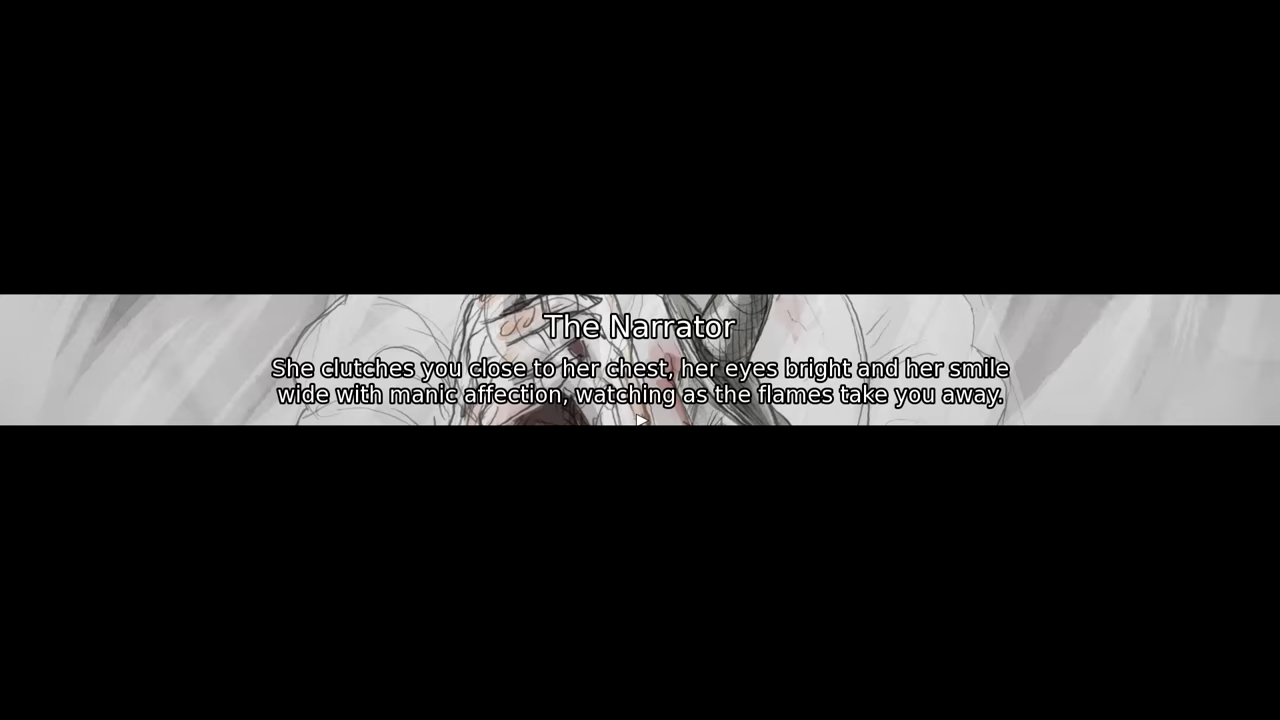 The Narrator
She clutches you close to her chest, her eyes bright and her smile
wide with manic affection, watching as the flames take you away.